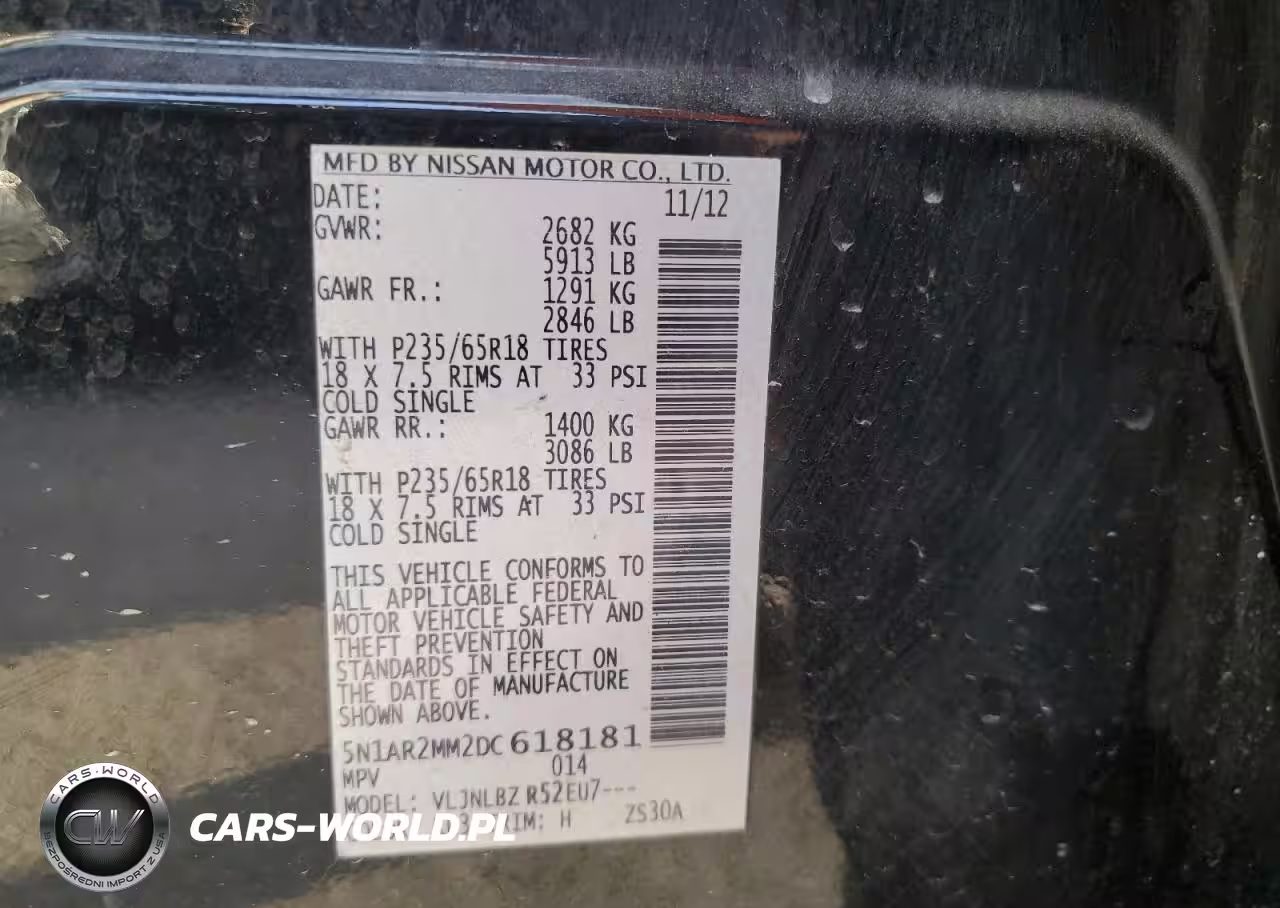 MFD BY NISSAN MOTOR CO., LTD.
DATE: 11/12
GVWR: 2682 KG
5913 LB
GAWR FR.: 1291 KG
2846 LB
WITH P235/65R18 TIRES
18 X 7.5 RIMS AT 33 PSI
COLD SINGLE
GAWR RR.: 1400 KG
3086 LB
WITH P235/65R18 TIRES
18 X 7.5 RIMS AT 33 PSI
COLD SINGLE
THIS VEHICLE CONFORMS TO
ALL APPLICABLE FEDERAL
MOTOR VEHICLE SAFETY AND
THEFT PREVENTION
STANDARDS IN EFFECT ON
THE DATE OF MANUFACTURE
SHOWN ABOVE.
5N1AR2MM2DC618181
MPV 014
MODEL: VLJNLBZ R52EU7---
H ZS30A
CARS-WORLD
CW
BEZPOŚREDNI IMPORT Z USA
CARS-WORLD.PL